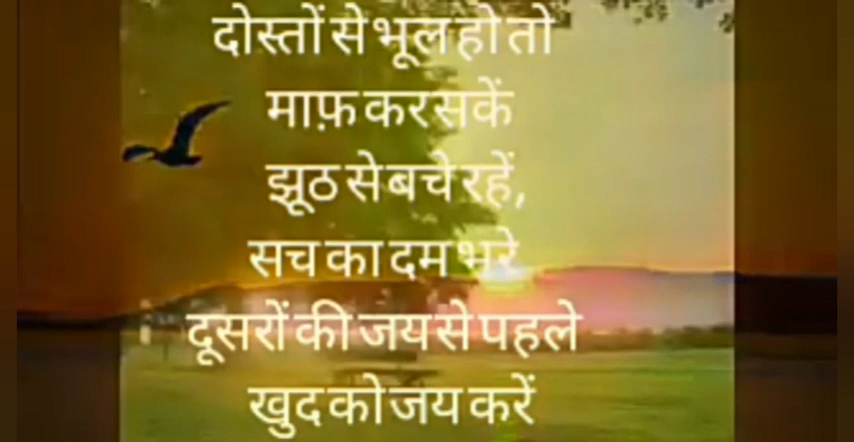 दोस्तों से भूल हो तो
माफ़ कर सकें
झूठ से बचे रहें,
सच का दम भरे
दूसरों की जय से पहले
खुद को जय करें